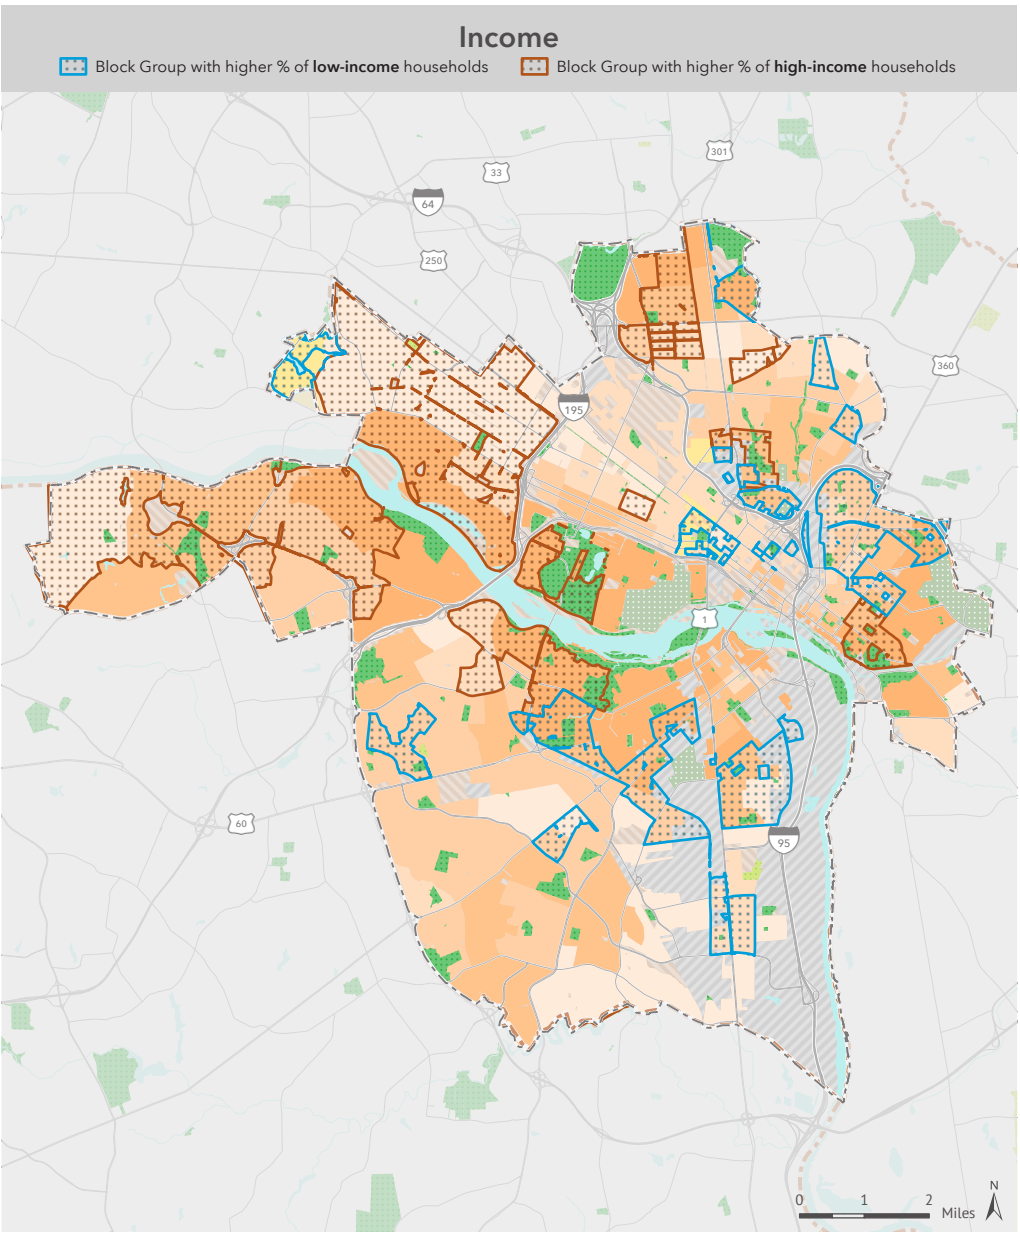 Income
Block Group with higher % of low-income households
Block Group with higher % of high-income households
301
33
64
250
360
195
1
60
95
N
0 1 2
Miles